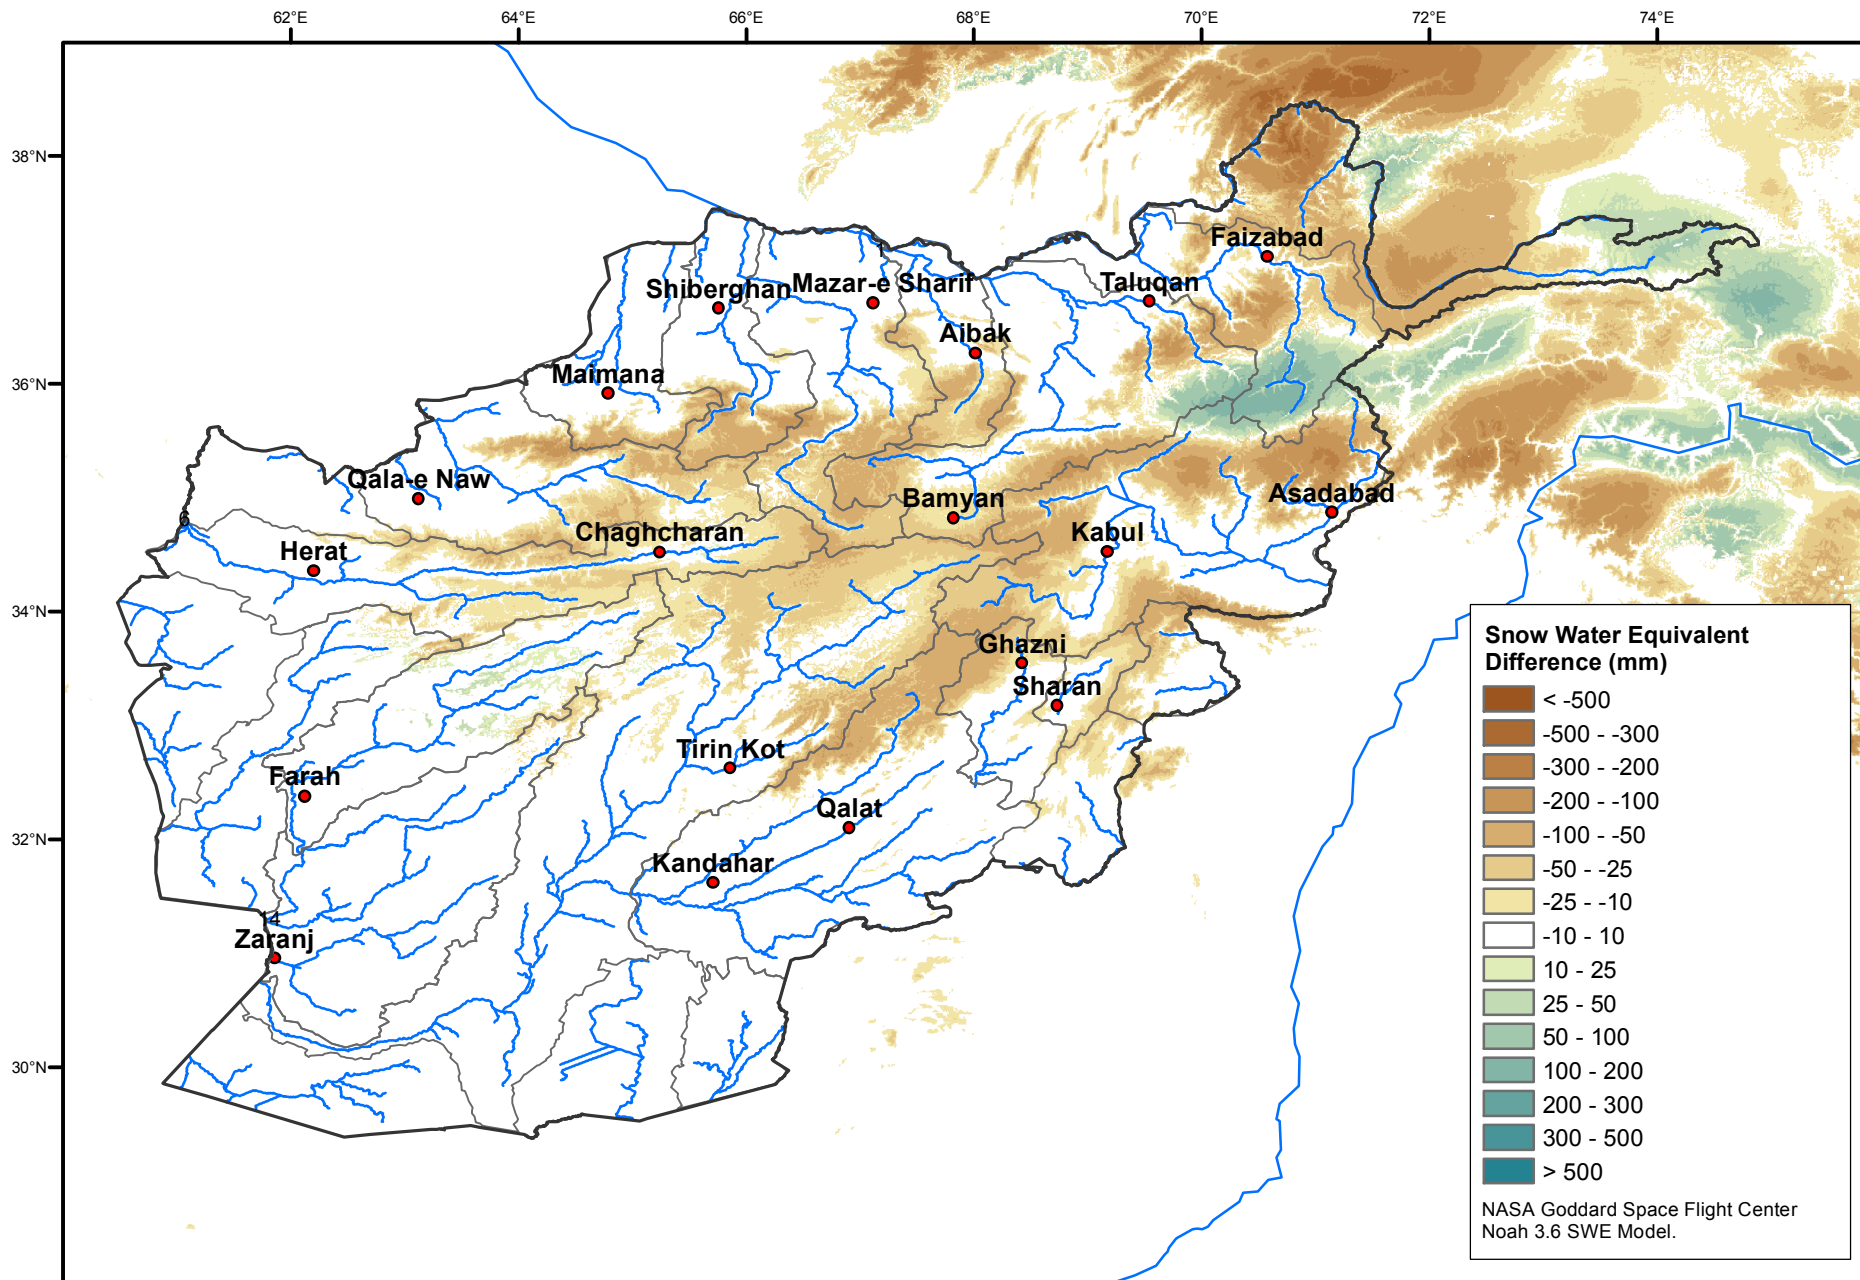 62°E 64°E 66°E 68°E 70°E 72°E 74°E
38°N
Faizabad
Shiberghan Mazar-e Sharif Taluqan
Aibak
36°N
Maimana
Qala-e Naw Bamyan Asadabad
6
Herat Chaghcharan Kabul
34°N
Ghazni
Sharan
Tirin Kot
Farah
Qalat
32°N
Kandahar
14
Zaranj
30°N
Snow Water Equivalent
Difference (mm)
< -500
-500 - -300
-300 - -200
-200 - -100
-100 - -50
-50 - -25
-25 - -10
-10 - 10
10 - 25
25 - 50
50 - 100
100 - 200
200 - 300
300 - 500
> 500
NASA Goddard Space Flight Center
Noah 3.6 SWE Model.